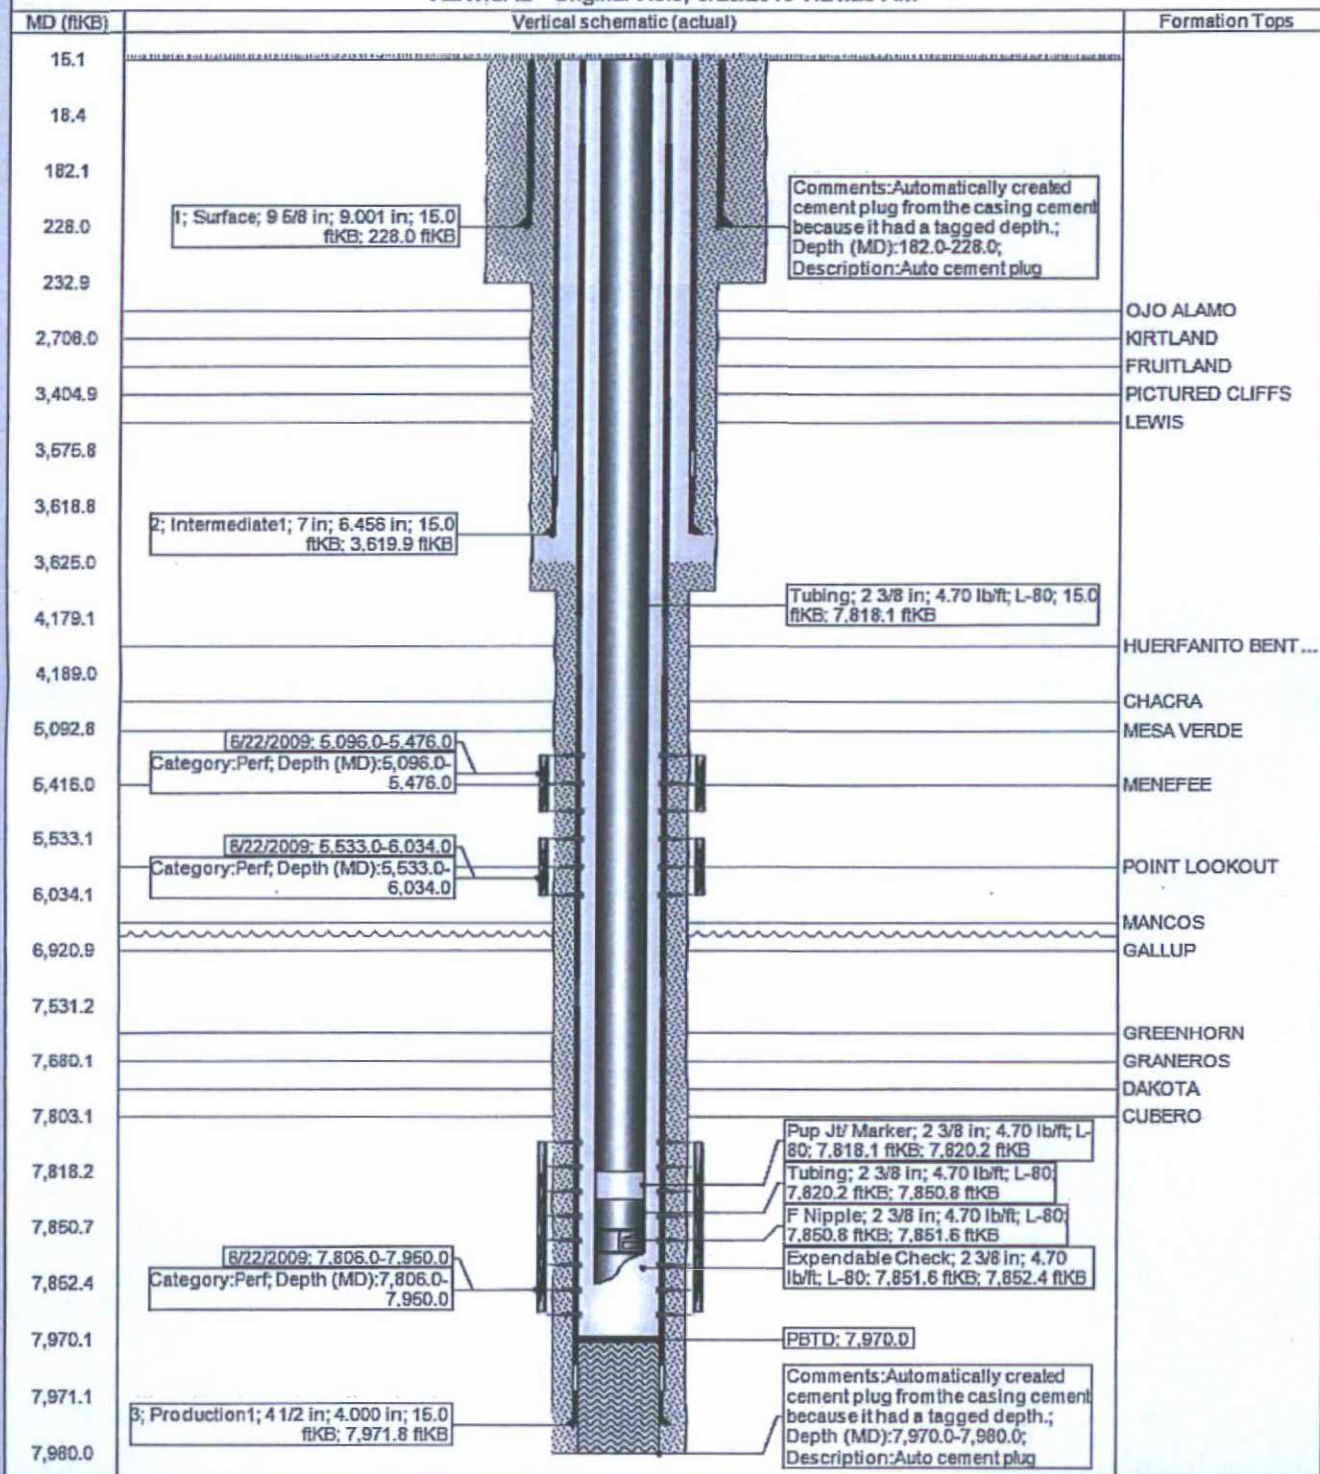 MD (ftKB)
Vertical schematic (actual)
Formation Tops
15.1
18.4
182.1
228.0
232.9
2,708.0
3,404.9
3,575.8
3,618.8
3,625.0
4,179.1
4,189.0
5,092.8
5,415.0
5,533.1
6,034.1
6,920.9
7,531.2
7,680.1
7,803.1
7,818.2
7,850.7
7,852.4
7,970.1
7,971.1
7,980.0
1; Surface; 9 5/8 in; 9.001 in; 15.0
ftKB; 228.0 ftKB
2; Intermediate1; 7 in; 6.456 in; 15.0
ftKB; 3,619.9 ftKB
6/22/2009; 5,096.0-5,476.0
Category:Perf; Depth (MD):5,096.0-
5,476.0
6/22/2009; 5,533.0-6,034.0
Category:Perf; Depth (MD):5,533.0-
6,034.0
6/22/2009; 7,806.0-7,950.0
Category:Perf; Depth (MD):7,806.0-
7,950.0
3; Production1; 4 1/2 in; 4.000 in; 15.0
ftKB; 7,971.8 ftKB
Comments:Automatically created
cement plug from the casing cement
because it had a tagged depth.;
Depth (MD):182.0-228.0;
Description:Auto cement plug
Tubing; 2 3/8 in; 4.70 lb/ft; L-80; 15.0
ftKB; 7,818.1 ftKB
Pup Jt/ Marker; 2 3/8 in; 4.70 lb/ft; L-
80; 7,818.1 ftKB; 7,820.2 ftKB
Tubing; 2 3/8 in; 4.70 lb/ft; L-80;
7,820.2 ftKB; 7,850.8 ftKB
F Nipple; 2 3/8 in; 4.70 lb/ft; L-80;
7,850.8 ftKB; 7,851.6 ftKB
Expendable Check; 2 3/8 in; 4.70
lb/ft; L-80; 7,851.6 ftKB; 7,852.4 ftKB
PBTD; 7,970.0
Comments:Automatically created
cement plug from the casing cement
because it had a tagged depth.;
Depth (MD):7,970.0-7,980.0;
Description:Auto cement plug
OJO ALAMO
KIRTLAND
FRUITLAND
PICTURED CLIFFS
LEWIS
HUERFANITO BENT...
CHACRA
MESA VERDE
MENEFEE
POINT LOOKOUT
MANCOS
GALLUP
GREENHORN
GRANEROS
DAKOTA
CUBERO